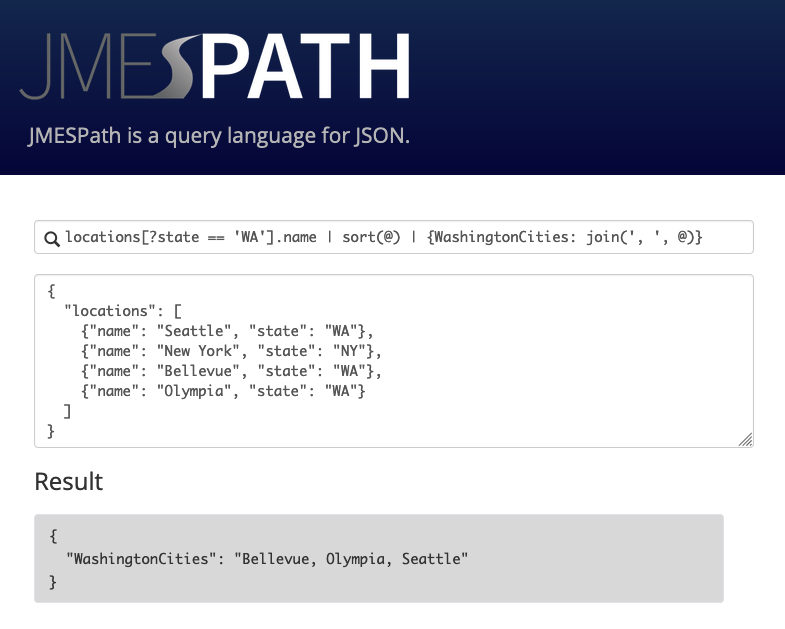 JMESPATH
JMESPath is a query language for JSON.
locations[?state == 'WA'].name | sort(@) | {WashingtonCities: join(', ', @)}
{
  "locations": [
    {"name": "Seattle", "state": "WA"},
    {"name": "New York", "state": "NY"},
    {"name": "Bellevue", "state": "WA"},
    {"name": "Olympia", "state": "WA"}
  ]
}
Result
{
  "WashingtonCities": "Bellevue, Olympia, Seattle"
}